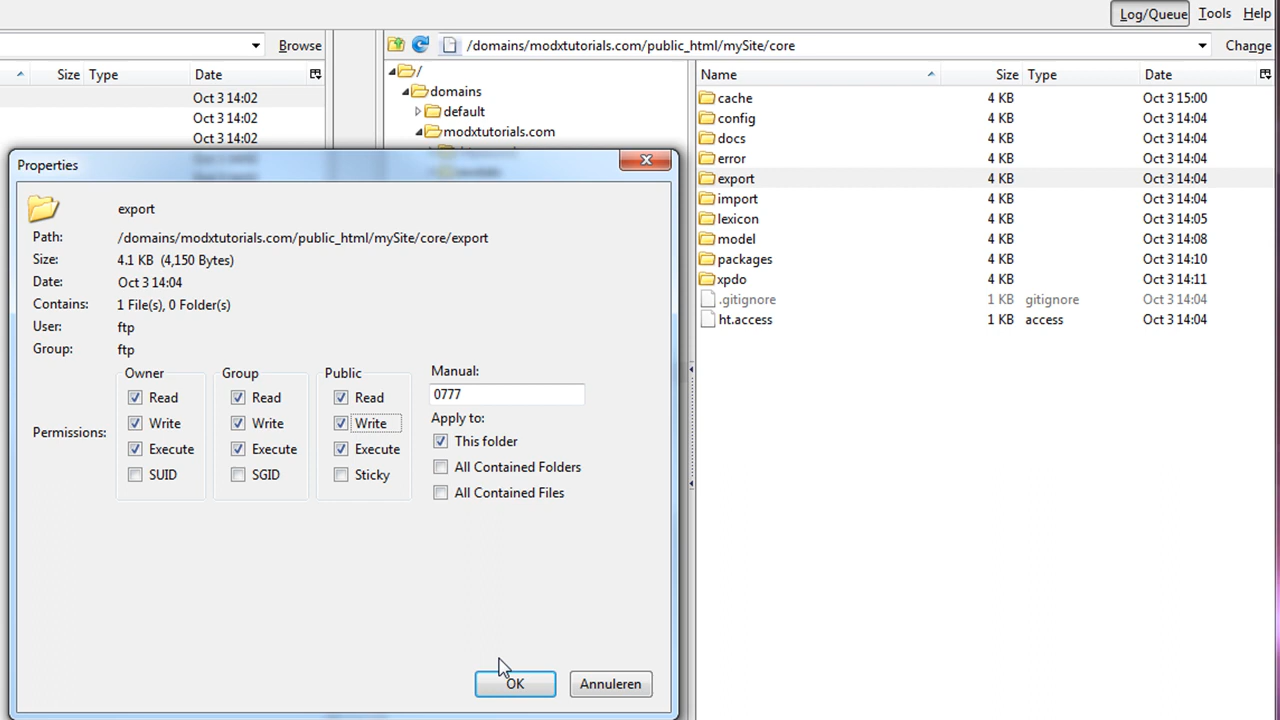 Log/Queue Tools Help
Browse /domains/modxtutorials.com/public_html/mySite/core Change
Size Type Date
Oct 3 14:02
Oct 3 14:02
Oct 3 14:02
/
domains
default
modxtutorials.com
Name Size Type Date
cache 4 KB Oct 3 15:00
config 4 KB Oct 3 14:04
docs 4 KB Oct 3 14:04
error 4 KB Oct 3 14:04
export 4 KB Oct 3 14:04
import 4 KB Oct 3 14:04
lexicon 4 KB Oct 3 14:05
model 4 KB Oct 3 14:08
packages 4 KB Oct 3 14:10
xpdo 4 KB Oct 3 14:11
.gitignore 1 KB gitignore Oct 3 14:04
ht.access 1 KB access Oct 3 14:04
Properties
export
Path: /domains/modxtutorials.com/public_html/mySite/core/export
Size: 4.1 KB (4,150 Bytes)
Date: Oct 3 14:04
Contains: 1 File(s), 0 Folder(s)
User: ftp
Group: ftp
Permissions:
Owner
Read
Write
Execute
SUID
Group
Read
Write
Execute
SGID
Public
Read
Write
Execute
Sticky
Manual:
0777
Apply to:
This folder
All Contained Folders
All Contained Files
OK Annuleren